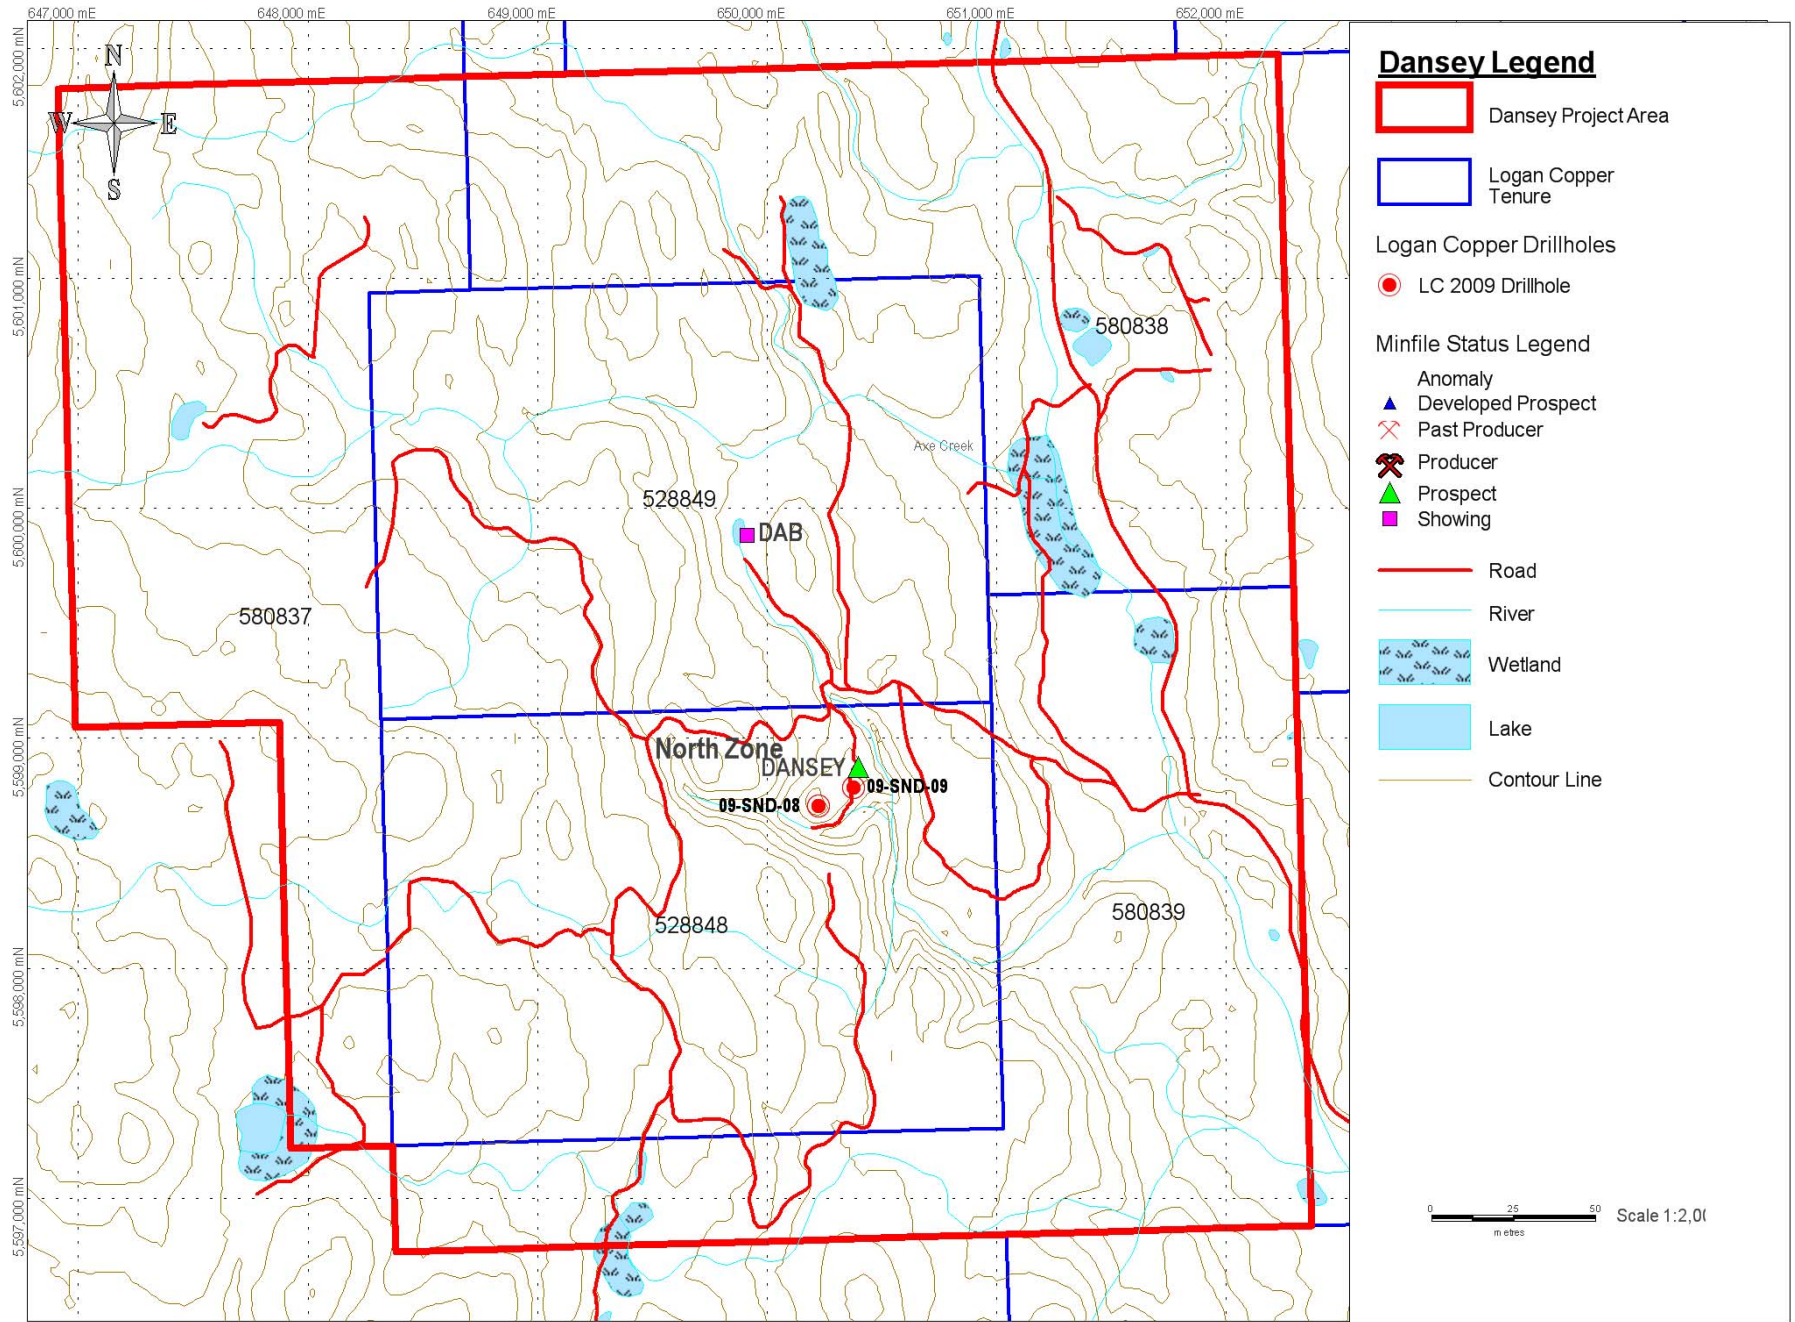 647,000 mE
648,000 mE
649,000 mE
650,000 mE
651,000 mE
652,000 mE
5,602,000 mN
5,601,000 mN
5,600,000 mN
5,599,000 mN
5,598,000 mN
5,597,000 mN
N
W
E
S
580838
Axe Creek
528849
DAB
580837
North Zone
DANSEY
09-SND-09
09-SND-08
528848
580839
Dansey Legend
Dansey Project Area
Logan Copper
Tenure
Logan Copper Drillholes
LC 2009 Drillhole
Minfile Status Legend
Anomaly
Developed Prospect
Past Producer
Producer
Prospect
Showing
Road
River
Wetland
Lake
Contour Line
0 25 50
metres
Scale 1:2,0